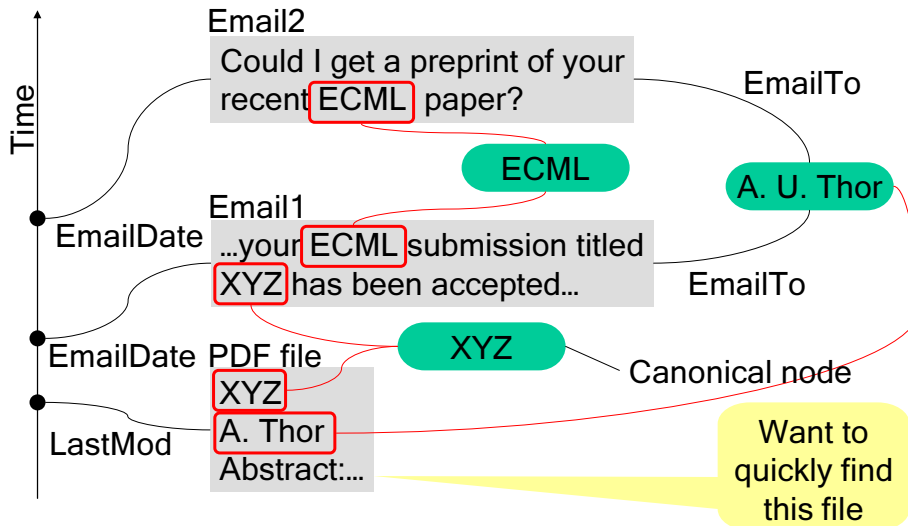 Email2
Could I get a preprint of your
recent ECML paper?
EmailTo
Time
ECML
A. U. Thor
Email1
EmailDate
…your ECML submission titled
XYZ has been accepted…
EmailTo
XYZ
EmailDate
PDF file
Canonical node
XYZ
A. Thor
LastMod
Abstract:...
Want to
quickly find
this file